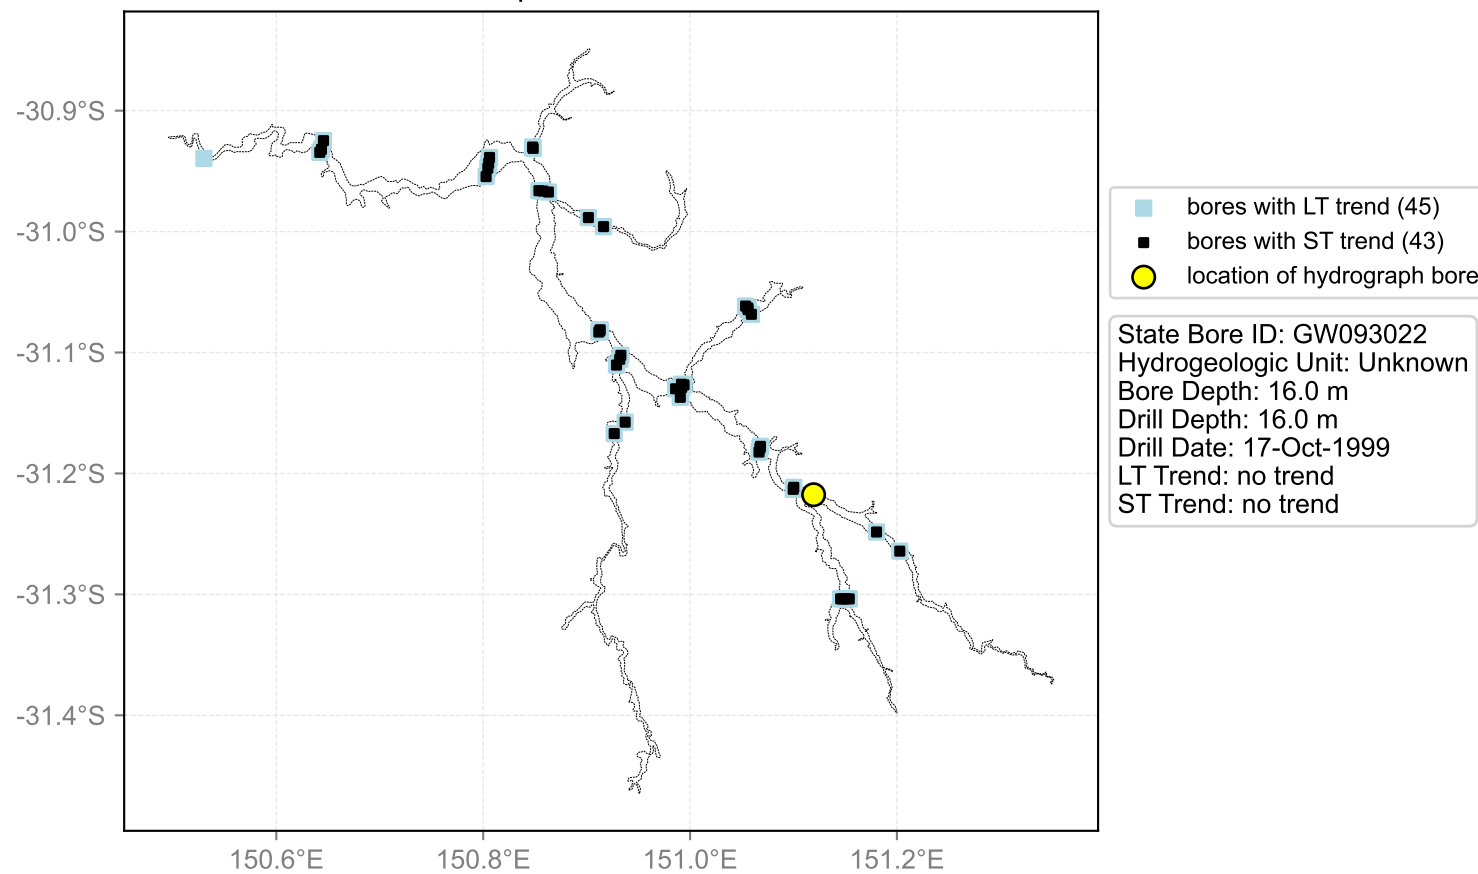 -30.9°S
-31.0°S
-31.1°S
-31.2°S
-31.3°S
-31.4°S
150.6°E
150.8°E
151.0°E
151.2°E
bores with LT trend (45)
bores with ST trend (43)
location of hydrograph bore
State Bore ID: GW093022
Hydrogeologic Unit: Unknown
Bore Depth: 16.0 m
Drill Depth: 16.0 m
Drill Date: 17-Oct-1999
LT Trend: no trend
ST Trend: no trend